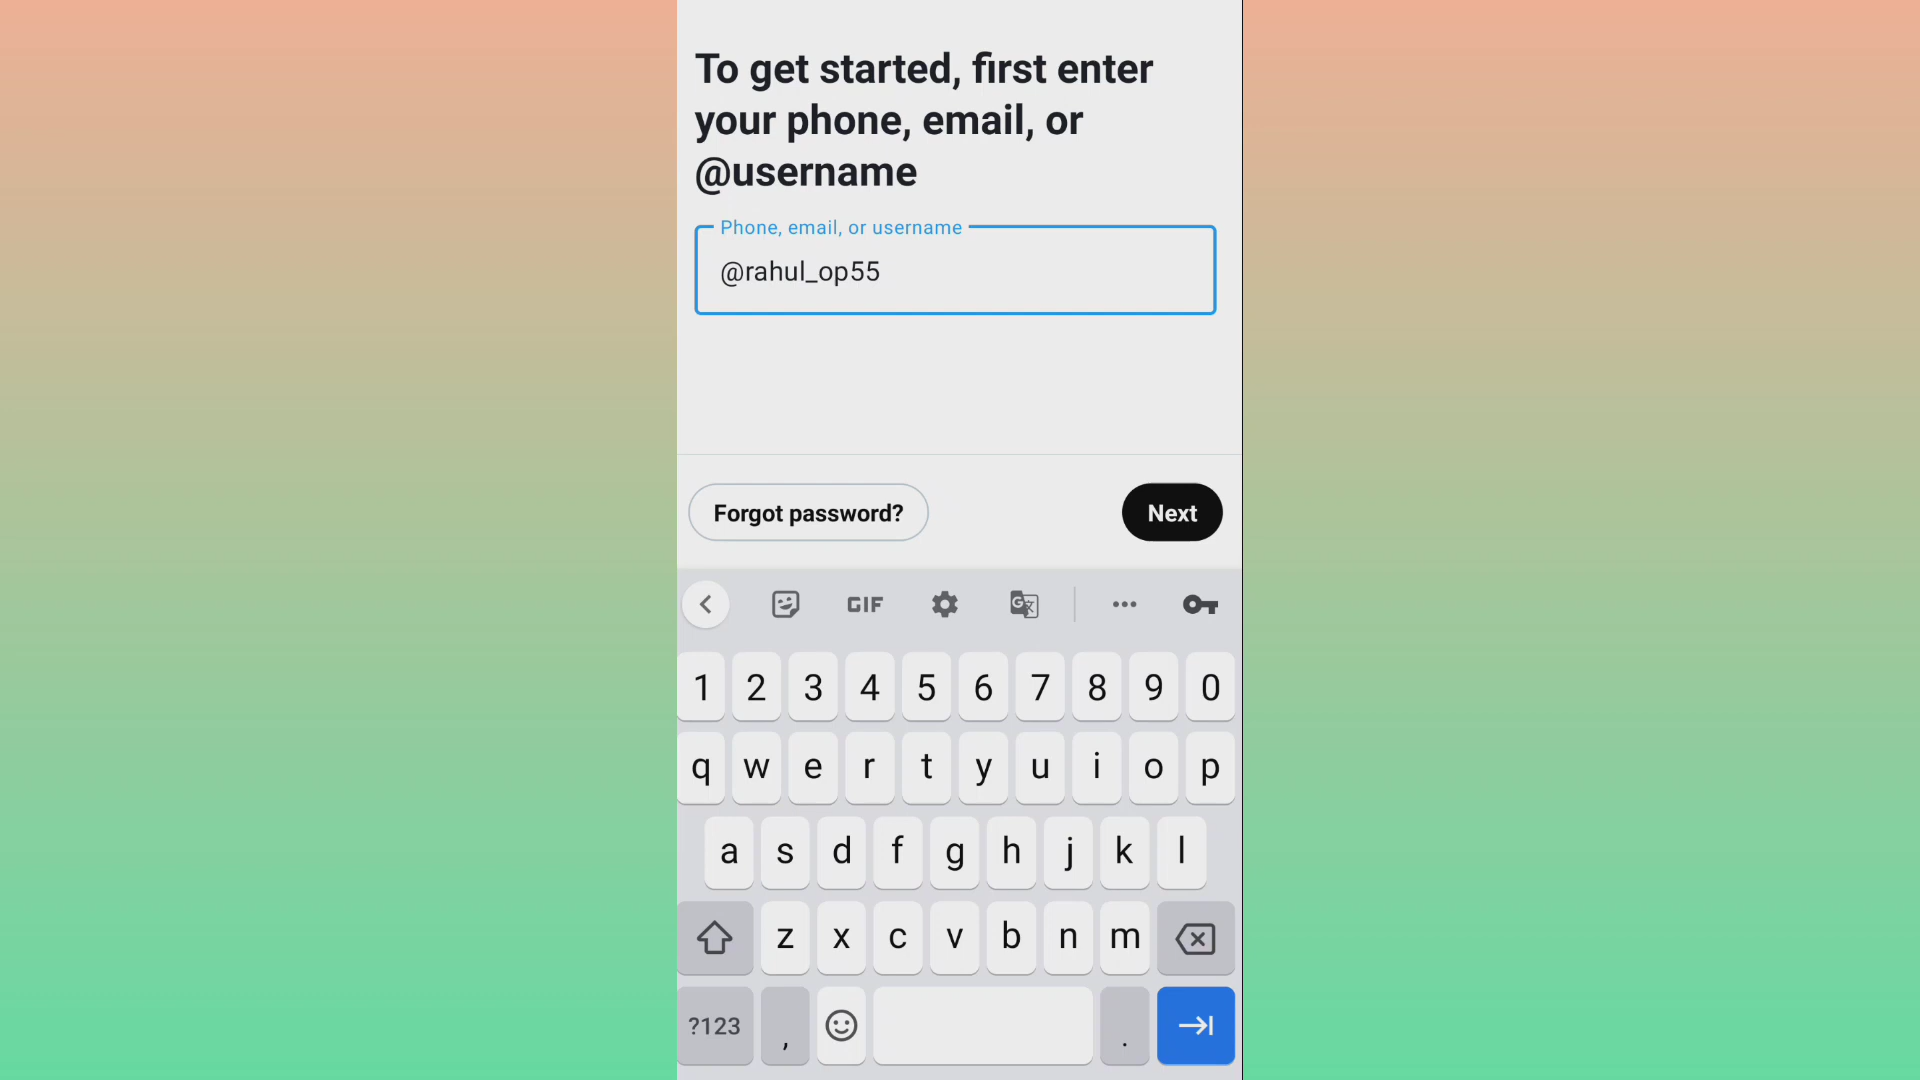 To get started, first enter
your phone, email, or
@username
Phone, email, or username
@rahul_op55
Forgot password?
Next
GIF
1 2 3 4 5 6 7 8 9 0
q w e r t y u i o p
a s d f g h j k l
z x c v b n m
?123 , .